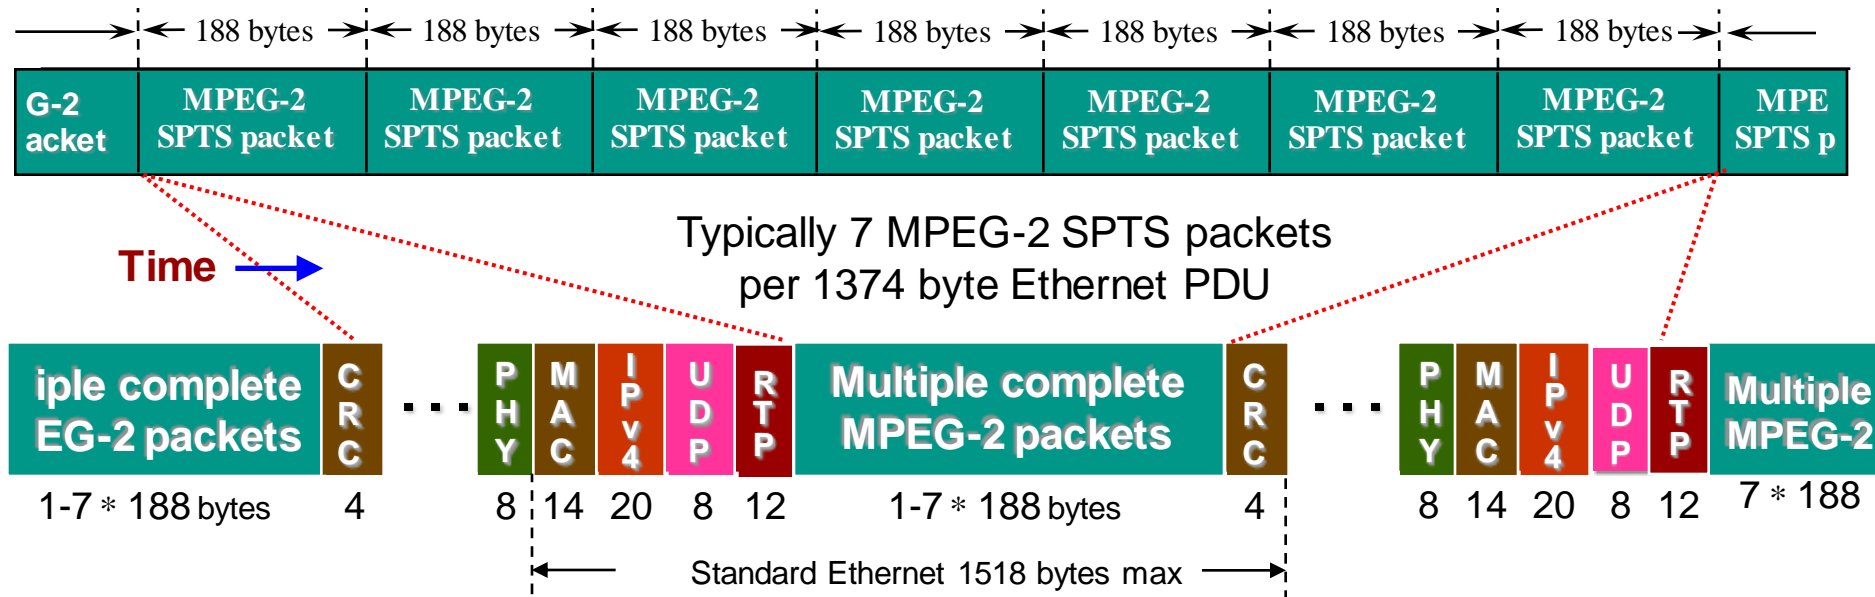 188 bytes 188 bytes 188 bytes 188 bytes 188 bytes 188 bytes 188 bytes
G-2 MPEG-2 MPEG-2 MPEG-2 MPEG-2 MPEG-2 MPEG-2 MPEG-2 MPE
acket SPTS packet SPTS packet SPTS packet SPTS packet SPTS packet SPTS packet SPTS packet SPTS p
Typically 7 MPEG-2 SPTS packets
per 1374 byte Ethernet PDU
Time
iple complete
EG-2 packets
CRC
...
PHY
MAC
IPv4
UDP
RTP
Multiple complete
MPEG-2 packets
CRC
...
PHY
MAC
IPv4
UDP
RTP
Multiple
MPEG-2
1-7 * 188 bytes 4 8 14 20 8 12 1-7 * 188 bytes 4 8 14 20 8 12 7 * 188
Standard Ethernet 1518 bytes max